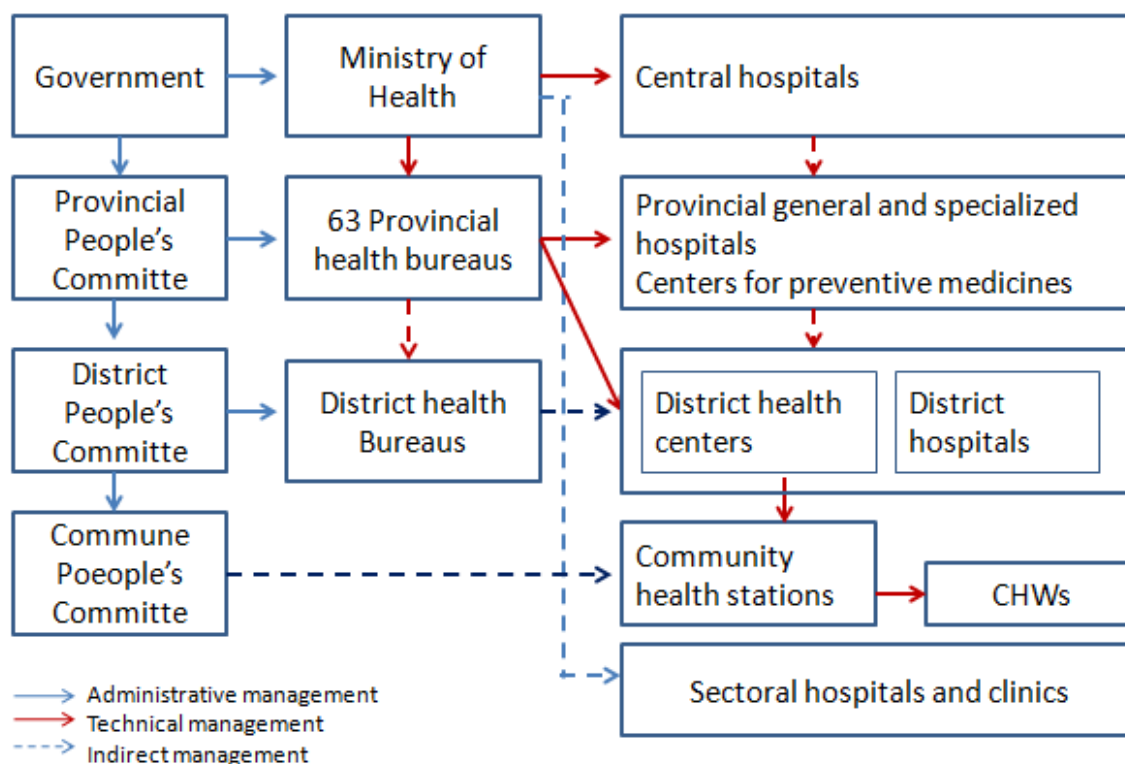 Government
Ministry of
Health
Central hospitals
Provincial
People's
Committe
63 Provincial
health bureaus
Provincial general and specialized
hospitals
Centers for preventive medicines
District
People's
Committe
District health
Bureaus
District health
centers
District
hospitals
Commune
Poeople's
Committe
Community
health stations
CHWs
Sectoral hospitals and clinics
Administrative management
Technical management
Indirect management